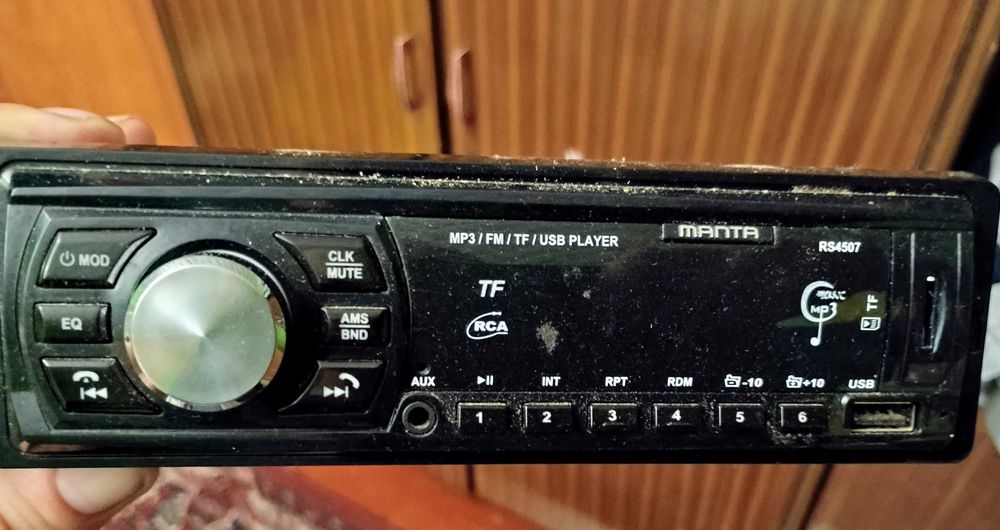 MOD
CLK
MUTE
EQ
AMS
BND
MP3 / FM / TF / USB PLAYER
MANTA
RS4507
TF
RCA
music
MP3
TF
AUX
INT
RPT
RDM
-10
+10
USB
1
2
3
4
5
6